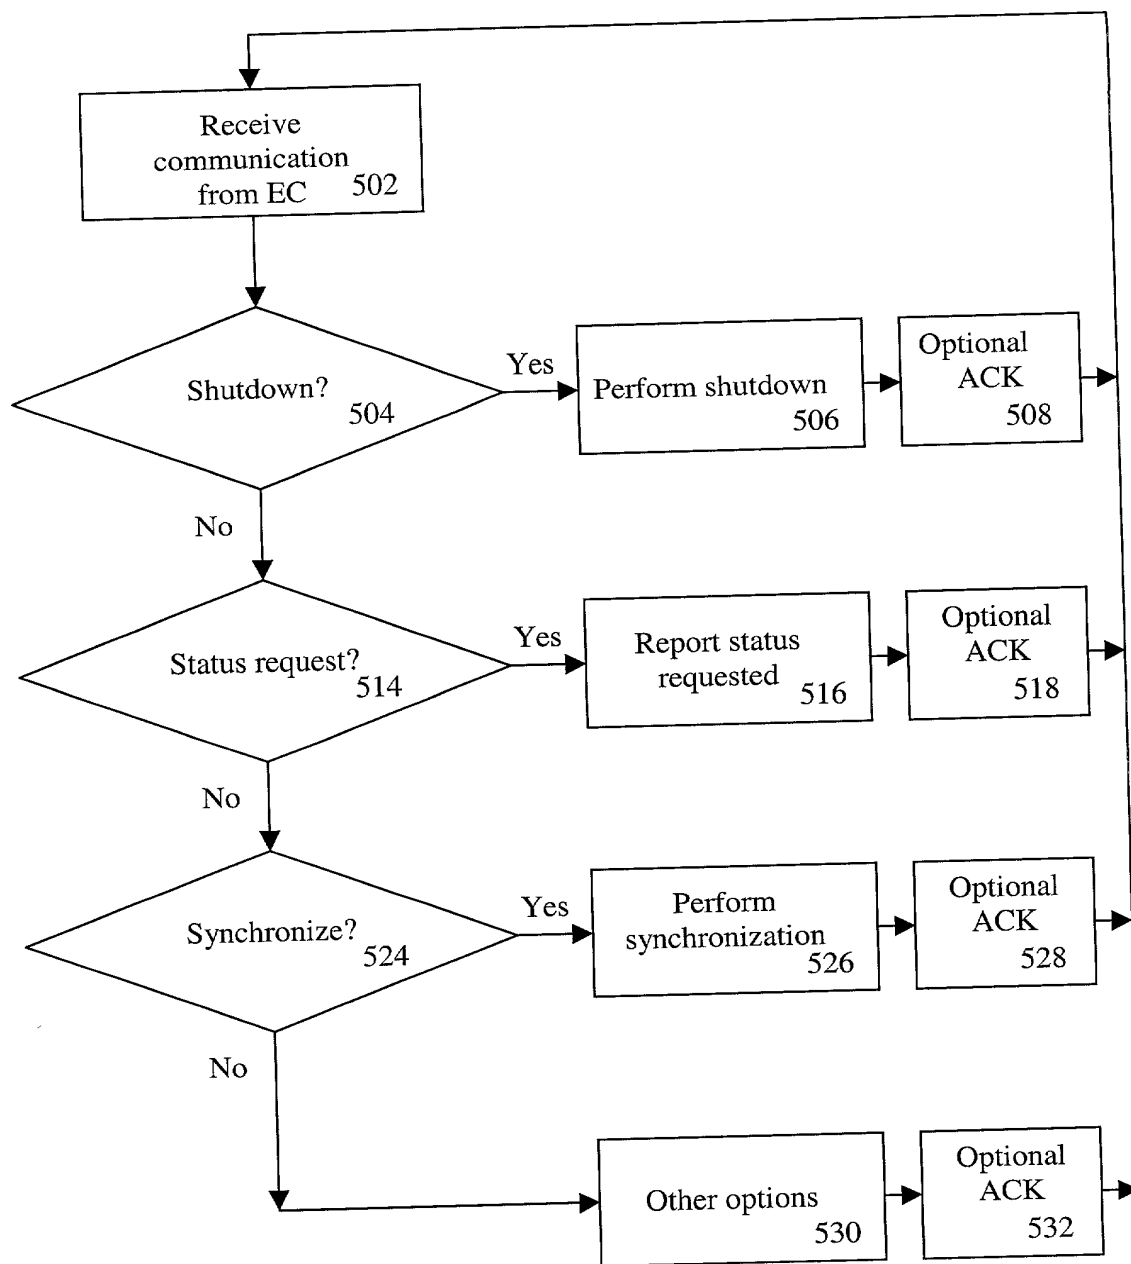 Receive
communication
from EC 502
Shutdown?
504
Yes
Perform shutdown
506
Optional
ACK
508
No
Status request?
514
Yes
Report status
requested 516
Optional
ACK
518
No
Synchronize?
524
Yes
Perform
synchronization
526
Optional
ACK
528
No
Other options
530
Optional
ACK
532